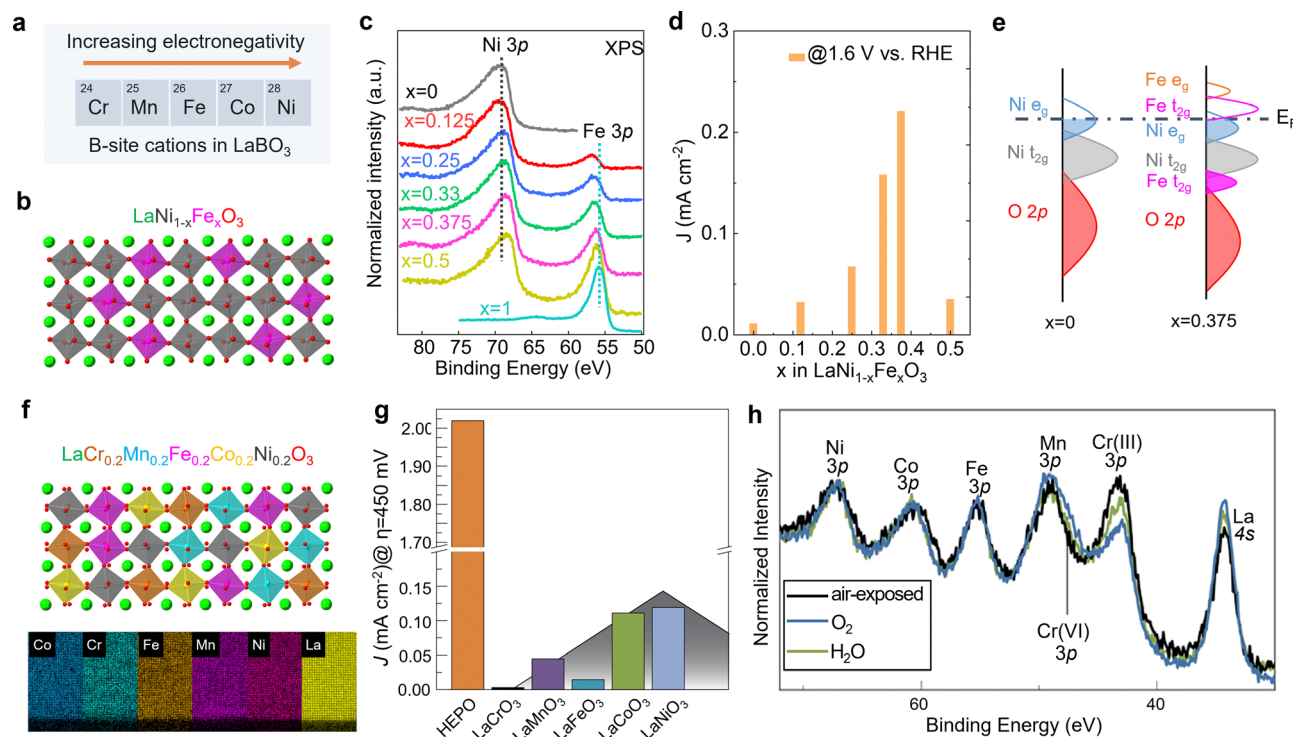 a
Increasing electronegativity
24 25 26 27 28
Cr Mn Fe Co Ni
B-site cations in LaBO3
b
LaNi1-xFexO3
c
Normalized intensity (a.u.)
Ni 3p
XPS
Fe 3p
x=0
x=0.125
x=0.25
x=0.33
x=0.375
x=0.5
x=1
80 75 70 65 60 55 50
Binding Energy (eV)
d
J (mA cm-2)
0.3
0.2
0.1
0.0
@1.6 V vs. RHE
0.0 0.1 0.2 0.3 0.4 0.5
x in LaNi1-xFexO3
e
Ni eg
Ni t2g
O 2p
x=0
Fe eg
Fe t2g
Ni eg
Ni t2g
Fe t2g
O 2p
x=0.375
EF
f
LaCr0.2Mn0.2Fe0.2Co0.2Ni0.2O3
Co Cr Fe Mn Ni La
g
J (mA cm-2)@ η=450 mV
2.00
1.90
1.80
1.70
0.15
0.10
0.05
0.00
HEPO
LaCrO3
LaMnO3
LaFeO3
LaCoO3
LaNiO3
h
Normalized Intensity
Ni
3p
Co
3p
Fe
3p
Mn
3p
Cr(III)
3p
La
4s
Cr(VI)
3p
air-exposed
O2
H2O
60 40
Binding Energy (eV)